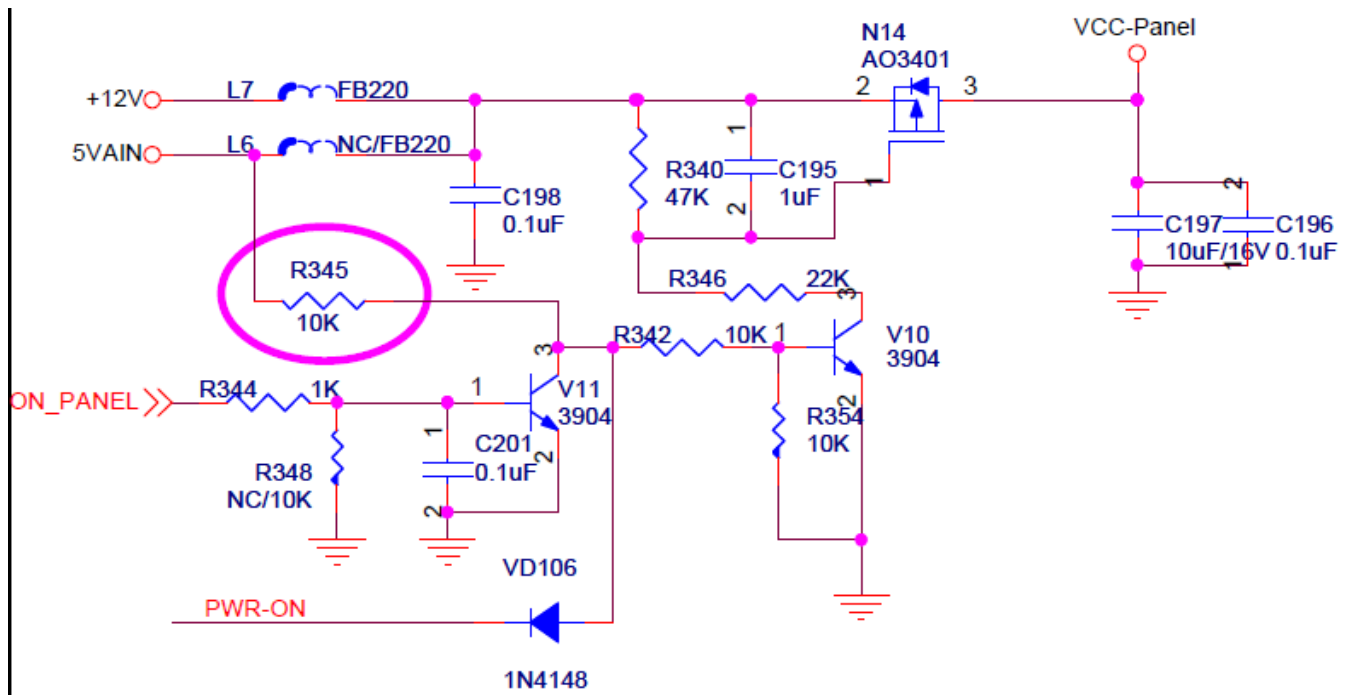 N14
AO3401
VCC-Panel
+12V
L7
FB220
2
3
5VAIN
L6
NC/FB220
1
R340
47K
C195
1uF
2
1
C198
0.1uF
2
C197
10uF/16V
C196
0.1uF
1
R345
10K
R346
22K
3
3
R342
10K
1
V10
3904
ON_PANEL
R344
1K
1
V11
3904
2
R354
10K
2
1
C201
0.1uF
R348
NC/10K
2
VD106
PWR-ON
1N4148